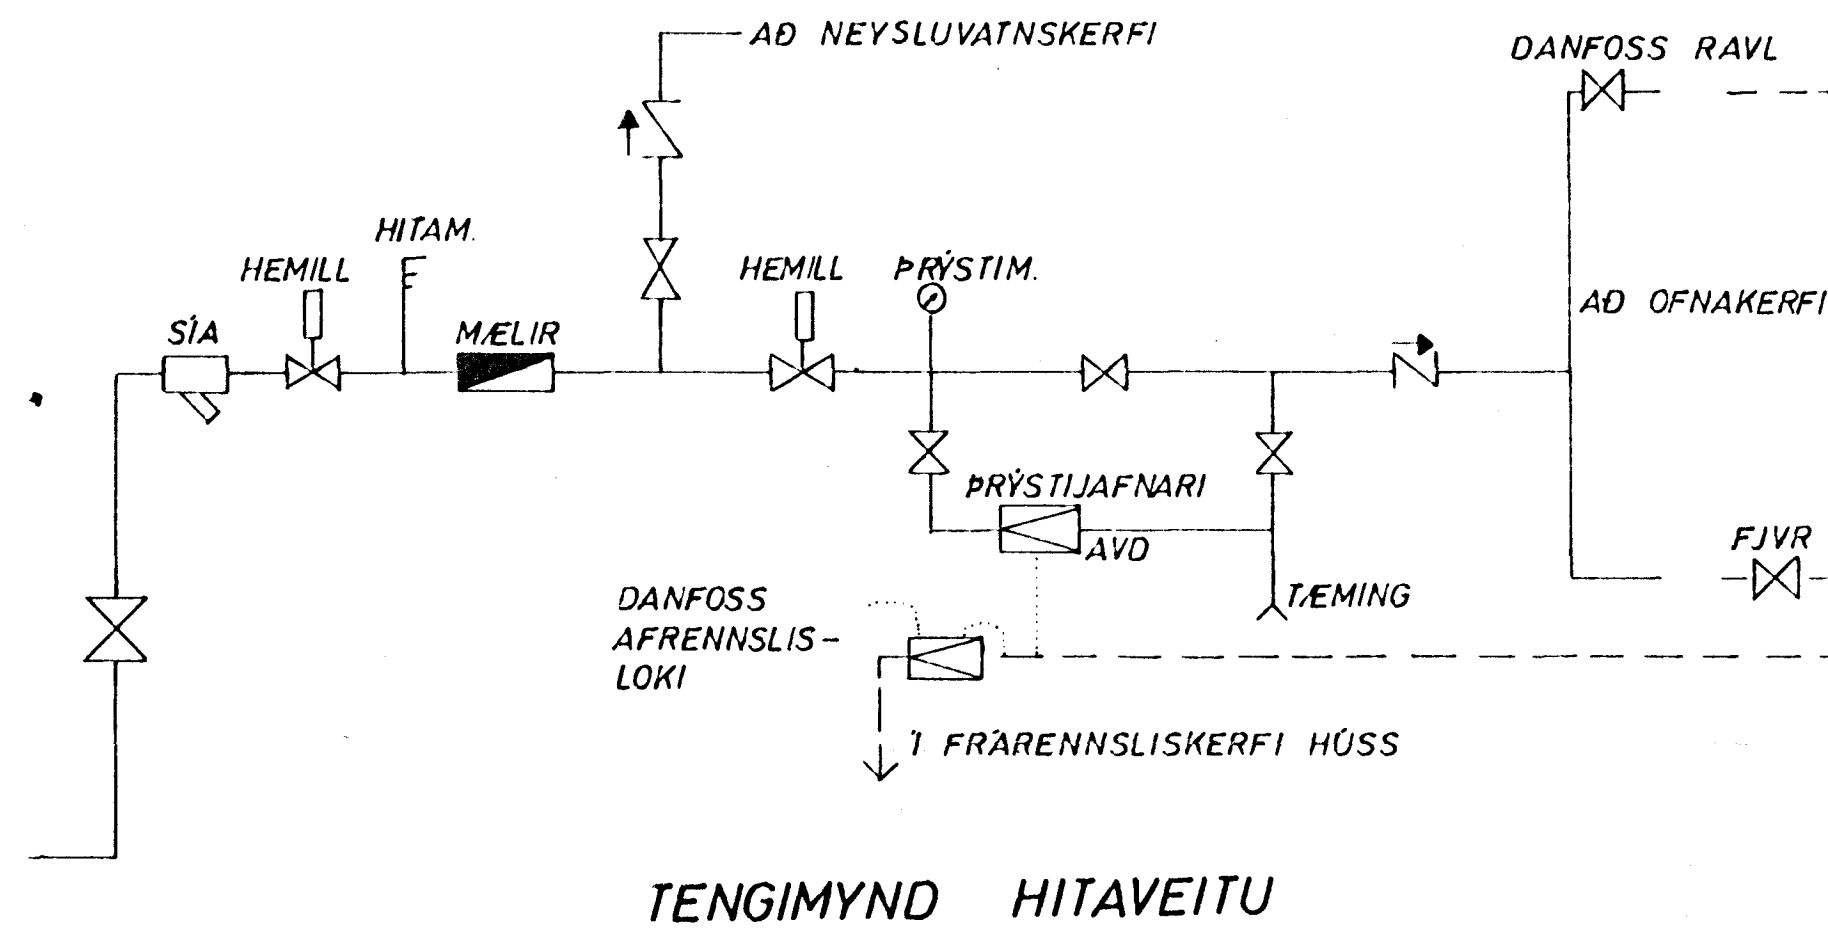 AÐ NEYSLUVATNSKERFI
DANFOSS RAVL
HITAM.
HEMILL
HEMILL
ÞRÝSTIM.
AÐ OFNAKERFI
SÍA
MÆLIR
ÞRÝSTIJAFNARI
AVD
FJVR
DANFOSS
AFRENNSLIS-
LOKI
TÆMING
Í FRÁRENNSLISKERFI HÚSS
TENGIMYND HITAVEITU